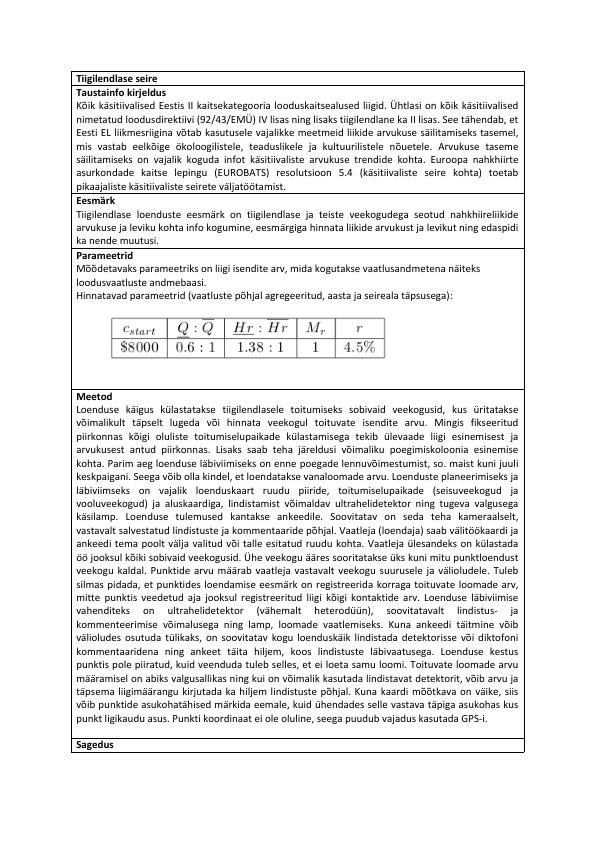 Tiigilendlase seire
Taustainfo kirjeldus
Kõik käsitiivalised Eestis II kaitsekategooria looduskaitsealused liigid. Ühtlasi on kõik käsitiivalised
nimetatud loodusdirektiivi (92/43/EMÜ) IV lisas ning lisaks tiigilendlane ka II lisas. See tähendab, et
Eesti EL liikmesriigina võtab kasutusele vajalikke meetmeid liikide arvukuse säilitamiseks tasemel,
mis vastab eelkõige ökoloogilistele, teaduslikele ja kultuurilistele nõuetele. Arvukuse taseme
säilitamiseks on vajalik koguda infot käsitiivaliste arvukuse trendide kohta. Euroopa nahkhiirte
asurkondade kaitse lepingu (EUROBATS) resolutsioon 5.4 (käsitiivaliste seire kohta) toetab
pikaajaliste käsitiivaliste seirete väljatöötamist.
Eesmärk
Tiigilendlase loenduste eesmärk on tiigilendlase ja teiste veekogudega seotud nahkhiireliikide
arvukuse ja leviku kohta info kogumine, eesmärgiga hinnata liikide arvukust ja levikut ning edaspidi
ka nende muutusi.
Parameetrid
Mõõdetavaks parameetriks on liigi isendite arv, mida kogutakse vaatlusandmetena näiteks
loodusvaatluste andmebaasi.
Hinnatavad parameetrid (vaatluste põhjal agregeeritud, aasta ja seireala täpsusega):
c_start Q : Q Hr : Hr M_r r
$8000 0.6 : 1 1.38 : 1 1 4.5%
Meetod
Loenduse käigus külastatakse tiigilendlasele toitumiseks sobivaid veekogusid, kus üritatakse
võimalikult täpselt lugeda või hinnata veekogul toituvate isendite arvu. Mingis fikseeritud
piirkonnas kõigi oluliste toitumiselupaikade külastamisega tekib ülevaade liigi esinemisest ja
arvukusest antud piirkonnas. Lisaks saab teha järeldusi võimaliku poegimiskoloonia esinemise
kohta. Parim aeg loenduse läbiviimiseks on enne poegade lennuvõimestumist, so. maist kuni juuli
keskpaigani. Seega võib olla kindel, et loendatakse vanaloomade arvu. Loenduste planeerimiseks ja
läbiviimseks on vajalik loenduskaart ruudu piiride, toitumiselupaikade (seisuveekogud ja
vooluveekogud) ja aluskaardiga, lindistamist võimaldav ultrahelidetektor ning tugeva valgusega
käsilamp. Loenduse tulemused kantakse ankeedile. Soovitatav on seda teha kameraalselt,
vastavalt salvestatud lindistuste ja kommentaaride põhjal. Vaatleja (loendaja) saab välitöökaardi ja
ankeedi tema poolt välja valitud või talle esitatud ruudu kohta. Vaatleja ülesandeks on külastada
öö jooksul kõiki sobivaid veekogusid. Ühe veekogu ääres sooritatakse üks kuni mitu punktloendust
veekogu kaldal. Punktide arvu määrab vaatleja vastavalt veekogu suurusele ja välioludele. Tuleb
silmas pidada, et punktides loendamise eesmärk on registreerida korraga toituvate loomade arv,
mitte punktis veedetud aja jooksul registreeritud liigi kõigi kontaktide arv. Loenduse läbiviimise
vahenditeks on ultrahelidetektor (vähemalt heterodüün), soovitatavalt lindistus- ja
kommenteerimise võimalusega ning lamp, loomade vaatlemiseks. Kuna ankeedi täitmine võib
välioludes osutuda tülikaks, on soovitatav kogu loenduskäik lindistada detektorisse või diktofoni
kommentaaridena ning ankeet täita hiljem, koos lindistuste läbivaatusega. Loenduse kestus
punktis pole piiratud, kuid veenduda tuleb selles, et ei loeta samu loomi. Toituvate loomade arvu
määramisel on abiks valgusallikas ning kui on võimalik kasutada lindistavat detektorit, võib arvu ja
täpsema liigimäärangu kirjutada ka hiljem lindistuste põhjal. Kuna kaardi mõõtkava on väike, siis
võib punktide asukohatähised märkida eemale, kuid ühendades selle vastava täpiga asukohas kus
punkt ligikaudu asus. Punkti koordinaat ei ole oluline, seega puudub vajadus kasutada GPS-i.
Sagedus